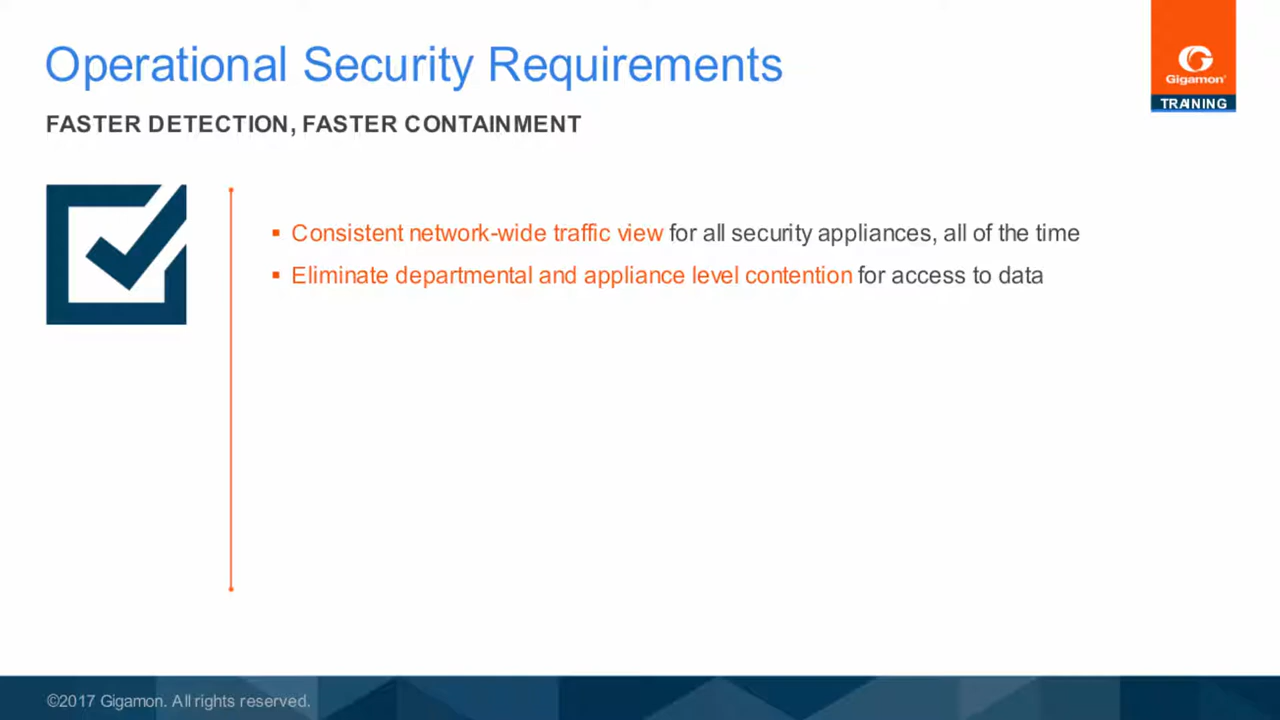 Operational Security Requirements
Gigamon®
TRAINING
FASTER DETECTION, FASTER CONTAINMENT
▪ Consistent network-wide traffic view for all security appliances, all of the time
▪ Eliminate departmental and appliance level contention for access to data
©2017 Gigamon. All rights reserved.